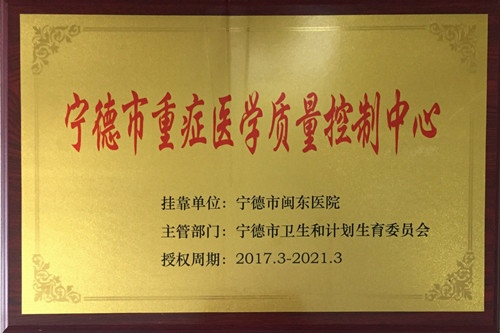 宁德市重症医学质量控制中心
挂靠单位：宁德市闽东医院
主管部门：宁德市卫生和计划生育委员会
授权周期：2017.3-2021.3